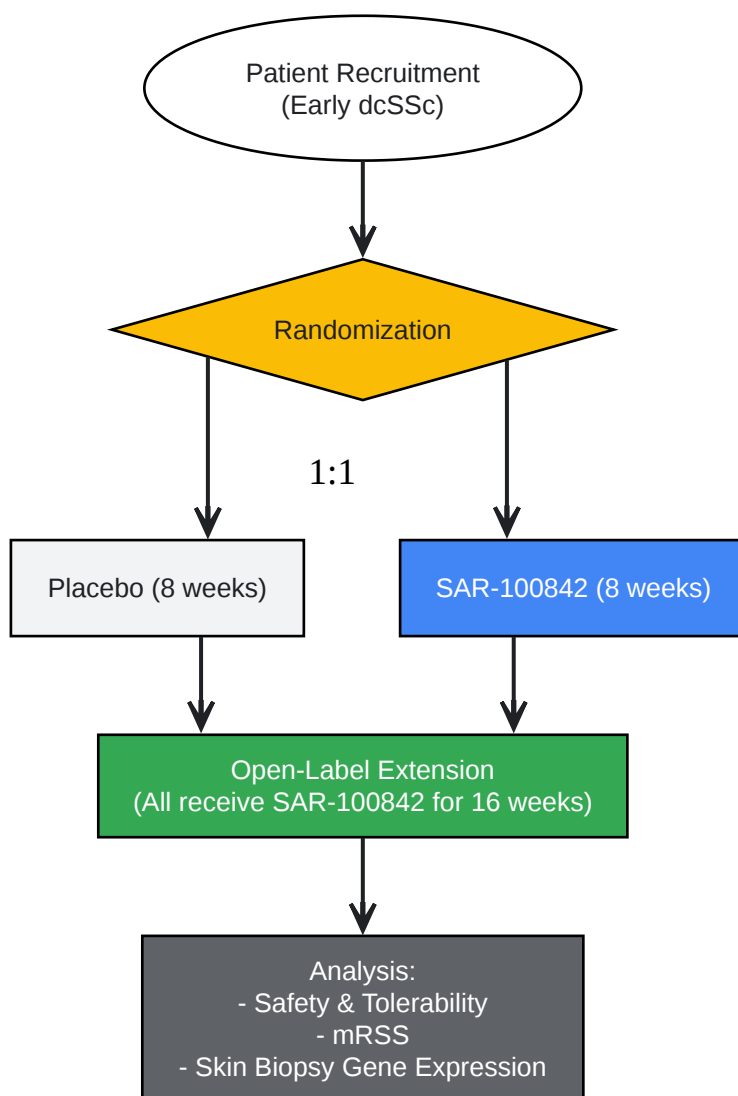 Patient Recruitment
(Early dcSSc)
Randomization
1:1
Placebo (8 weeks)
SAR-100842 (8 weeks)
Open-Label Extension
(All receive SAR-100842 for 16 weeks)
Analysis:
- Safety & Tolerability
- mRSS
- Skin Biopsy Gene Expression